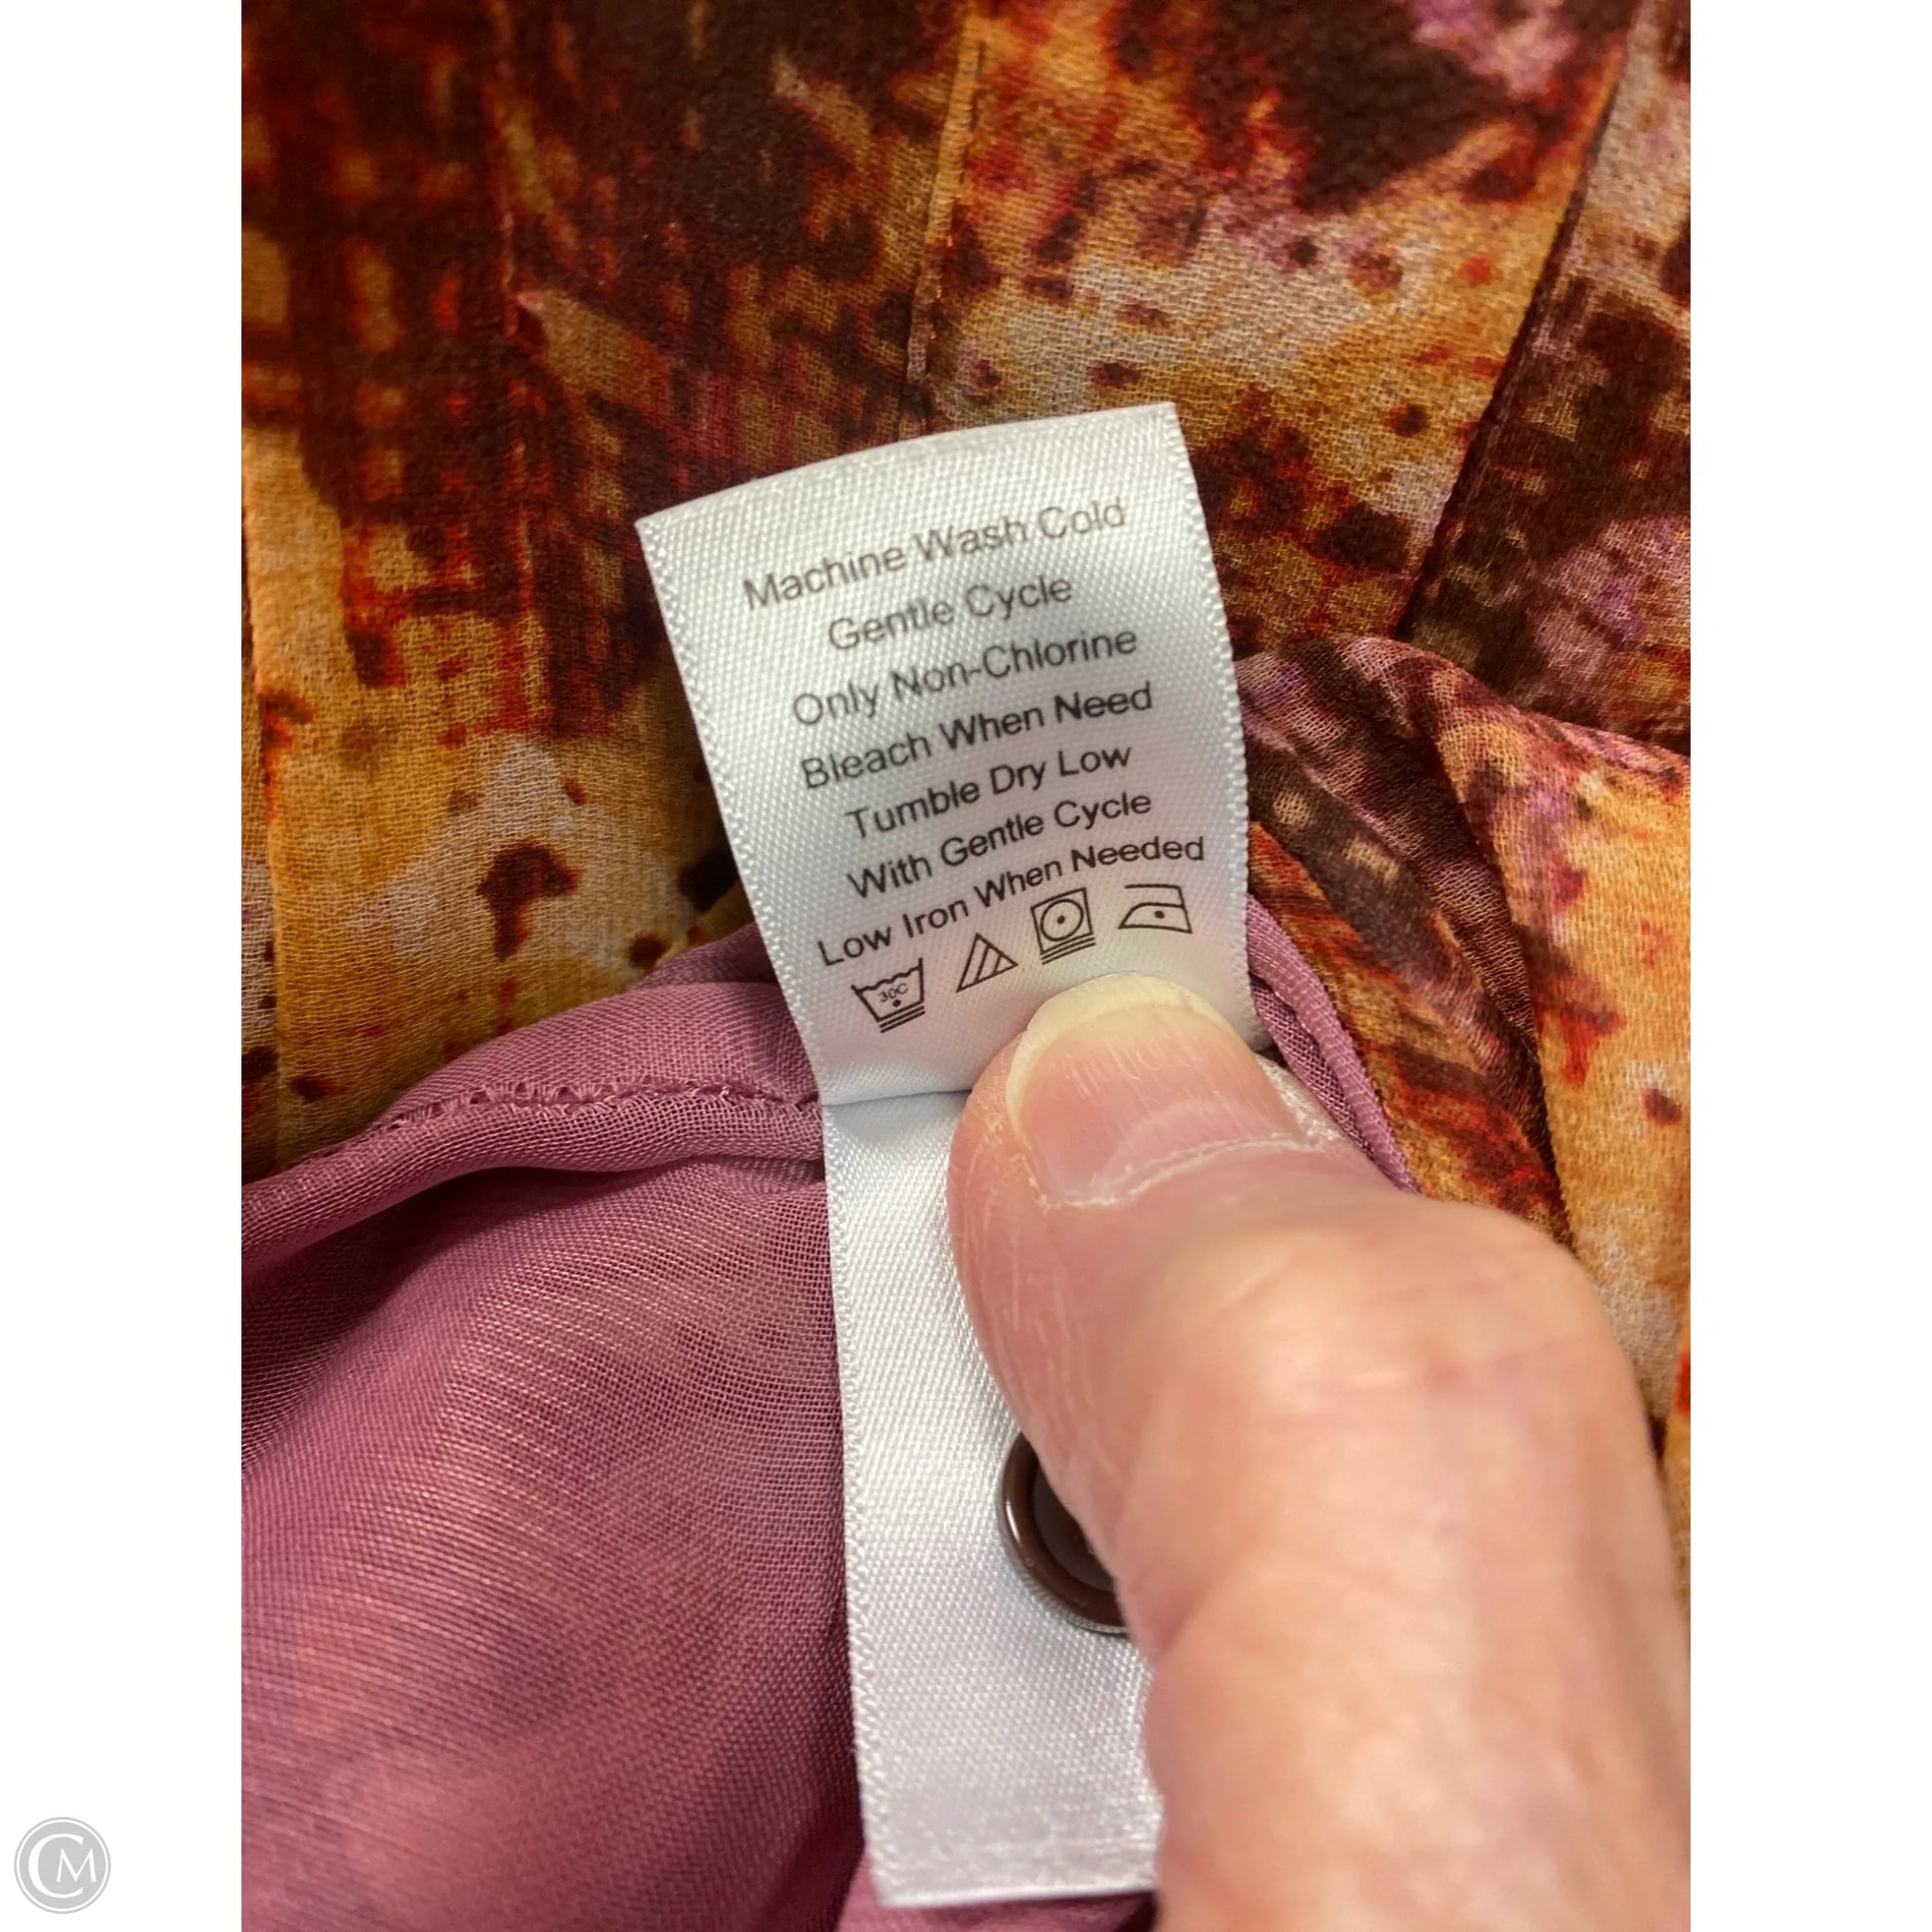 Machine Wash Cold
Gentle Cycle
Only Non-Chlorine
Bleach When Need
Tumble Dry Low
With Gentle Cycle
Low Iron When Needed
30C
CM